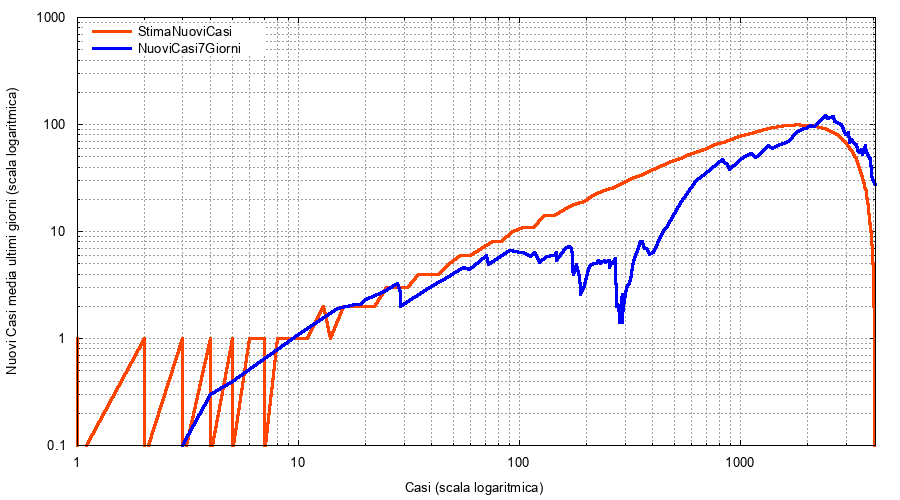 1000
StimaNuoviCasi
NuoviCasi7Giorni
100
10
1
0.1
Nuovi Casi media ultimi giorni (scala logaritmica)
1 10 100 1000
Casi (scala logaritmica)